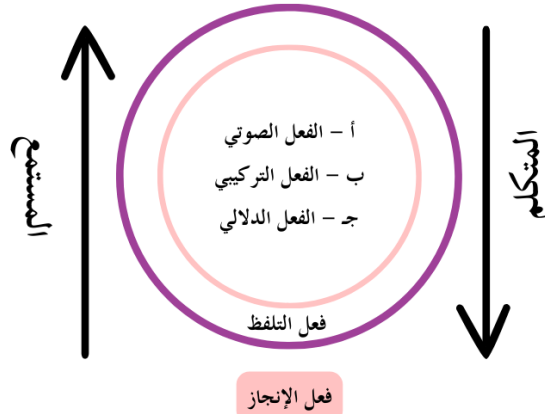 أ – الفعل الصوتي
ب – الفعل التركيبي
جـ – الفعل الدلالي
فعل التلفظ
فعل الإنجاز
المتكلم
المستمع